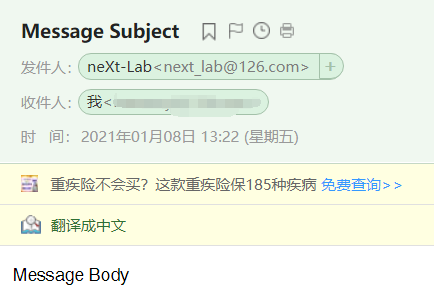 Message Subject
发件人：neXt-Lab<next_lab@126.com>
收件人：我<
时 间：2021年01月08日 13:22 (星期五)
重疾险不会买？这款重疾险保185种疾病 免费查询>>
翻译成中文
Message Body